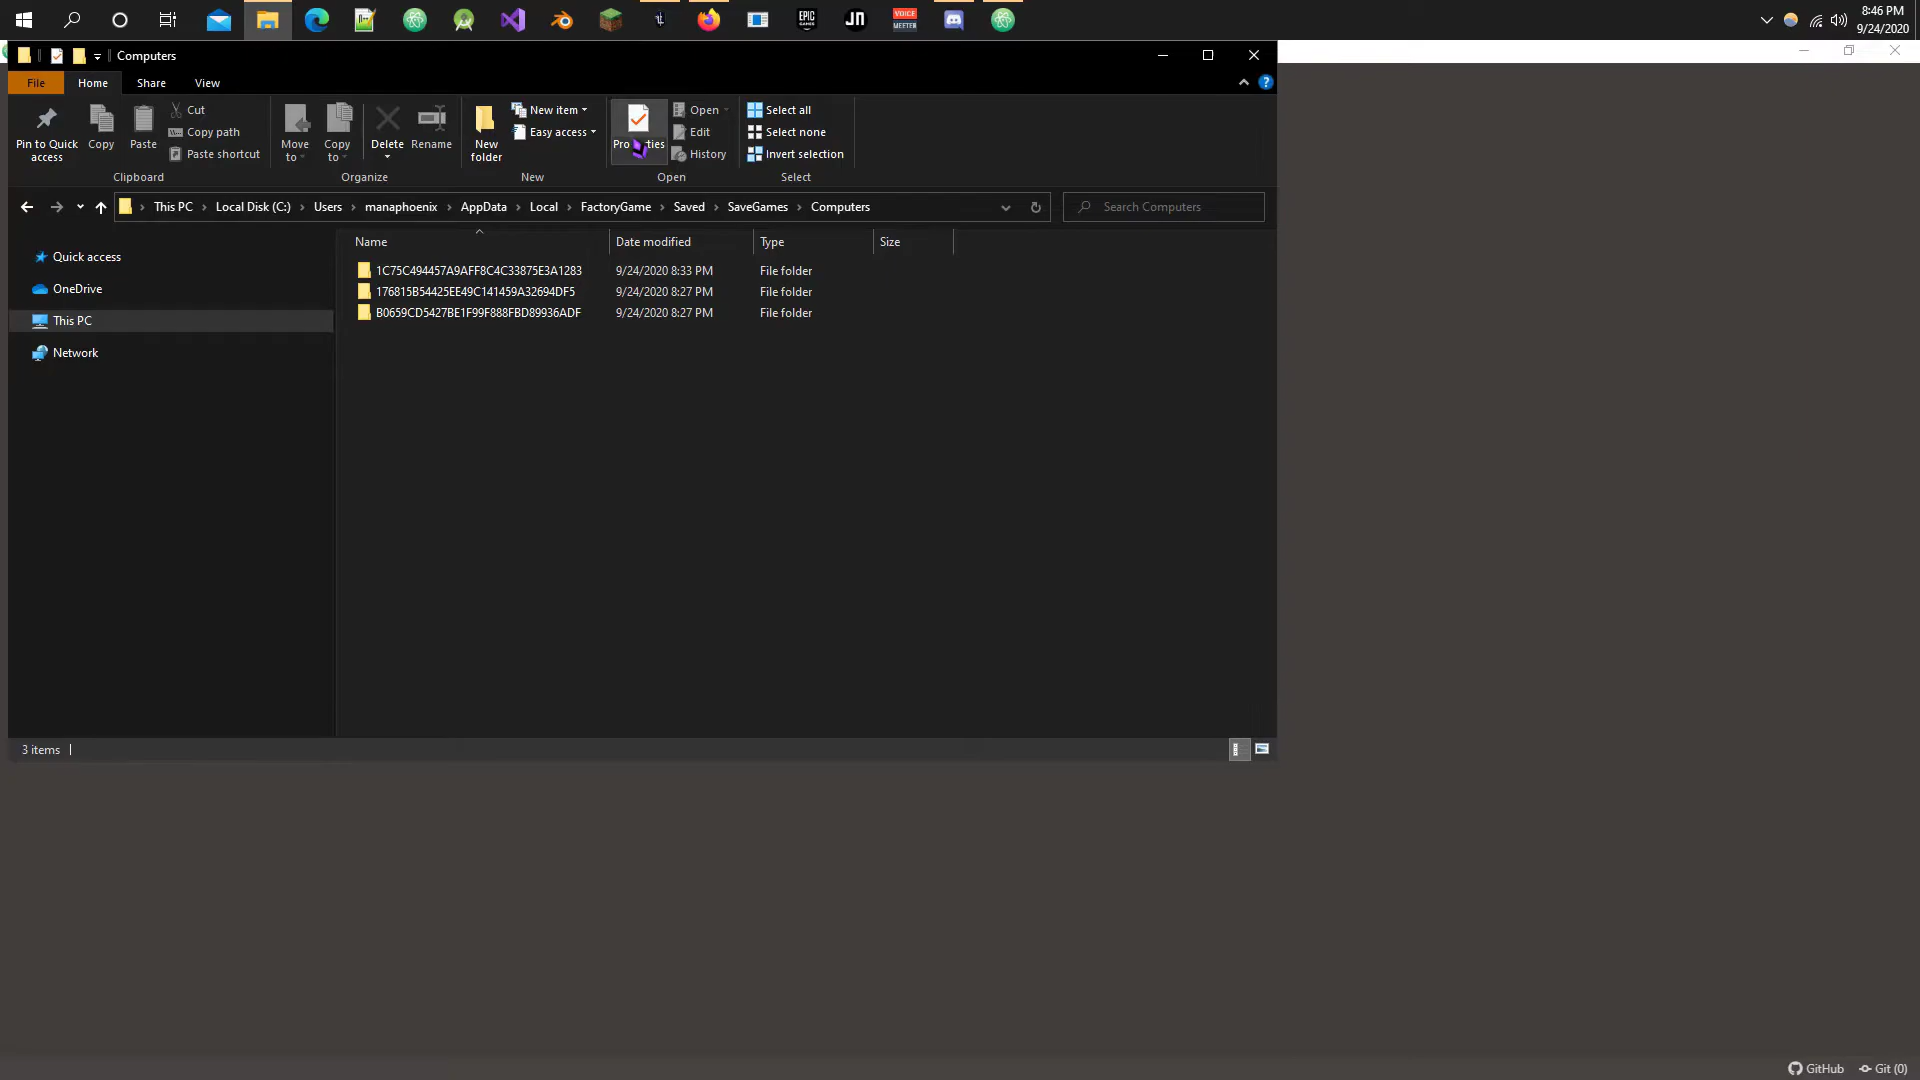 8:46 PM
9/24/2020
Computers
File Home Share View
Pin to Quick access
Copy
Paste
Cut
Copy path
Paste shortcut
Clipboard
Move to
Copy to
Delete
Rename
Organize
New folder
New item
Easy access
New
Open
Edit
History
Open
Select all
Select none
Invert selection
Select
This PC Local Disk (C:) Users manaphoenix AppData Local FactoryGame Saved SaveGames Computers
Search Computers
Quick access
OneDrive
This PC
Network
Name Date modified Type Size
1C75C494457A9AFF8C4C33875E3A1283 9/24/2020 8:33 PM File folder
176815B54425EE49C141459A32694DF5 9/24/2020 8:27 PM File folder
B0659CD5427BE1F99F888FBD89936ADF 9/24/2020 8:27 PM File folder
3 items
GitHub Git (0)
EPIC GAMES
JN
VOICE MEETER